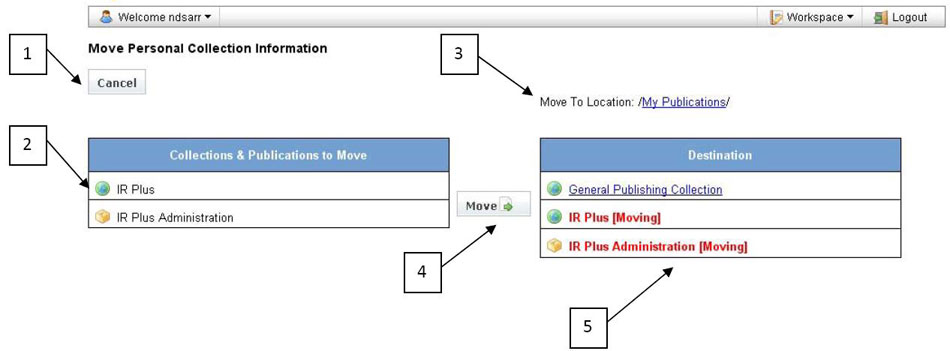 Welcome ndsarr Workspace Logout
1 Move Personal Collection Information 3
Cancel
Move To Location: /My Publications/
2
Collections & Publications to Move Destination
IR Plus General Publishing Collection
Move
IR Plus Administration IR Plus [Moving]
IR Plus Administration [Moving]
4
5